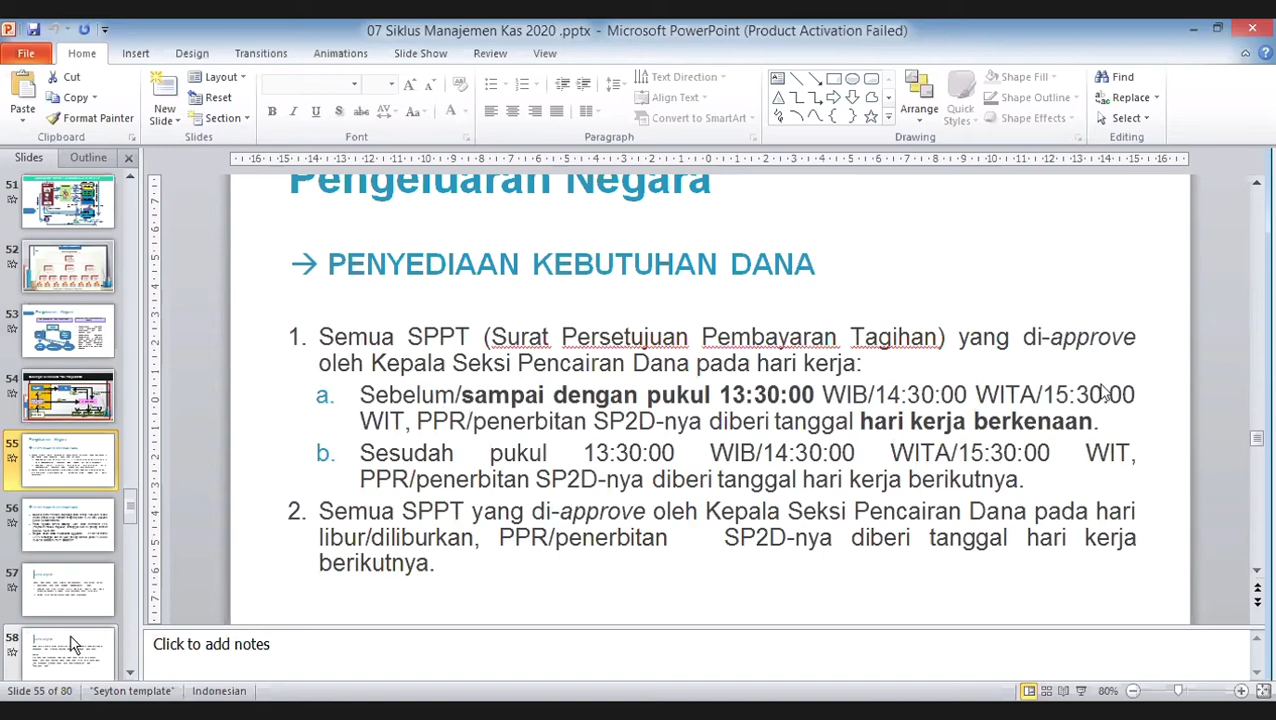 07 Siklus Manajemen Kas 2020 .pptx - Microsoft PowerPoint (Product Activation Failed)
File Home Insert Design Transitions Animations Slide Show Review View
Cut
Copy
Format Painter
Paste
Clipboard
New Slide
Layout
Reset
Section
Slides
Font
Text Direction
Align Text
Convert to SmartArt
Paragraph
Arrange
Quick Styles
Shape Fill
Shape Outline
Shape Effects
Drawing
Find
Replace
Select
Editing
Slides Outline
51
52
53
54
55
56
57
58
Pengeluaran Negara
→ PENYEDIAAN KEBUTUHAN DANA
1. Semua SPPT (Surat Persetujuan Pembayaran Tagihan) yang di-approve
oleh Kepala Seksi Pencairan Dana pada hari kerja:
a. Sebelum/sampai dengan pukul 13:30:00 WIB/14:30:00 WITA/15:30:00
WIT, PPR/penerbitan SP2D-nya diberi tanggal hari kerja berkenaan.
b. Sesudah pukul 13:30:00 WIB/14:30:00 WITA/15:30:00 WIT,
PPR/penerbitan SP2D-nya diberi tanggal hari kerja berikutnya.
2. Semua SPPT yang di-approve oleh Kepala Seksi Pencairan Dana pada hari
libur/diliburkan, PPR/penerbitan SP2D-nya diberi tanggal hari kerja
berikutnya.
Click to add notes
Slide 55 of 80 "Seyton template" Indonesian 80%